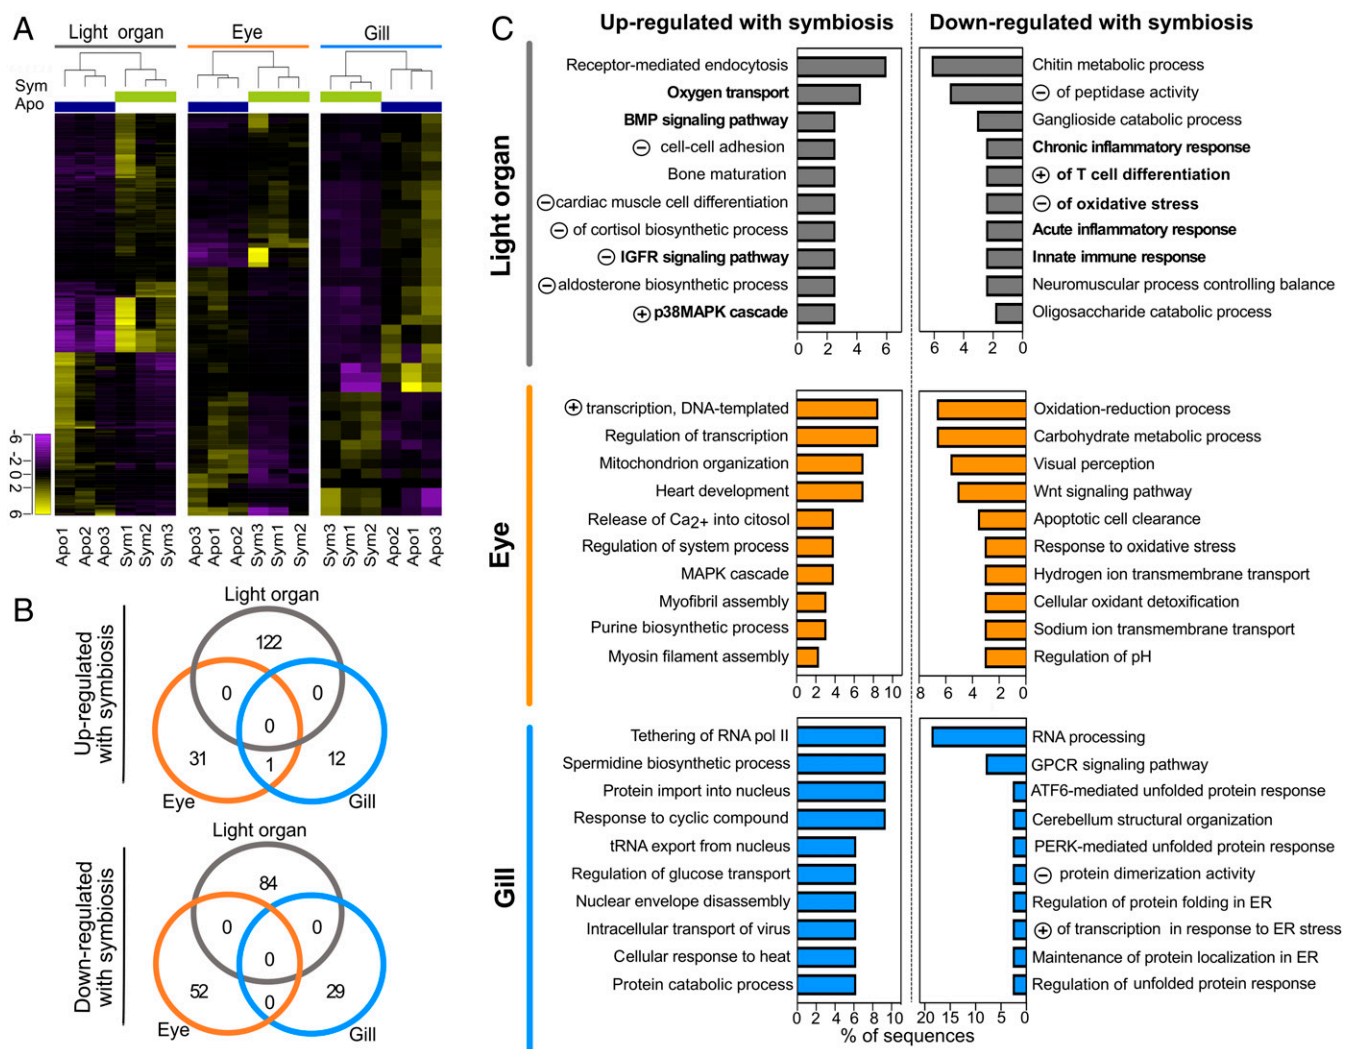 A
Light organ
Eye
Gill
Sym
Apo
-6
-2
0
2
6
Apo1
Apo2
Apo3
Sym1
Sym2
Sym3
Apo3
Apo1
Apo2
Sym3
Sym1
Sym2
Sym3
Sym1
Sym2
Apo2
Apo1
Apo3
B
Up-regulated
with symbiosis
Light organ
122
0
0
0
31
1
12
Eye
Gill
Down-regulated
with symbiosis
Light organ
84
0
0
0
52
0
29
Eye
Gill
C
Up-regulated with symbiosis
Down-regulated with symbiosis
Light organ
Receptor-mediated endocytosis
Oxygen transport
BMP signaling pathway
⊖ cell-cell adhesion
Bone maturation
⊖cardiac muscle cell differentiation
⊖ of cortisol biosynthetic process
⊖ IGFR signaling pathway
⊖aldosterone biosynthetic process
⊕ p38MAPK cascade
0 2 4 6
Chitin metabolic process
⊖ of peptidase activity
Ganglioside catabolic process
Chronic inflammatory response
⊕ of T cell differentiation
⊖ of oxidative stress
Acute inflammatory response
Innate immune response
Neuromuscular process controlling balance
Oligosaccharide catabolic process
6 4 2 0
Eye
⊕ transcription, DNA-templated
Regulation of transcription
Mitochondrion organization
Heart development
Release of Ca2+ into citosol
Regulation of system process
MAPK cascade
Myofibril assembly
Purine biosynthetic process
Myosin filament assembly
0 2 4 6 8 10
Oxidation-reduction process
Carbohydrate metabolic process
Visual perception
Wnt signaling pathway
Apoptotic cell clearance
Response to oxidative stress
Hydrogen ion transmembrane transport
Cellular oxidant detoxification
Sodium ion transmembrane transport
Regulation of pH
8 6 4 2 0
Gill
Tethering of RNA pol II
Spermidine biosynthetic process
Protein import into nucleus
Response to cyclic compound
tRNA export from nucleus
Regulation of glucose transport
Nuclear envelope disassembly
Intracellular transport of virus
Cellular response to heat
Protein catabolic process
0 2 4 6 8 10
RNA processing
GPCR signaling pathway
ATF6-mediated unfolded protein response
Cerebellum structural organization
PERK-mediated unfolded protein response
⊖ protein dimerization activity
Regulation of protein folding in ER
⊕ of transcription in response to ER stress
Maintenance of protein localization in ER
Regulation of unfolded protein response
20 15 10 5 0
% of sequences